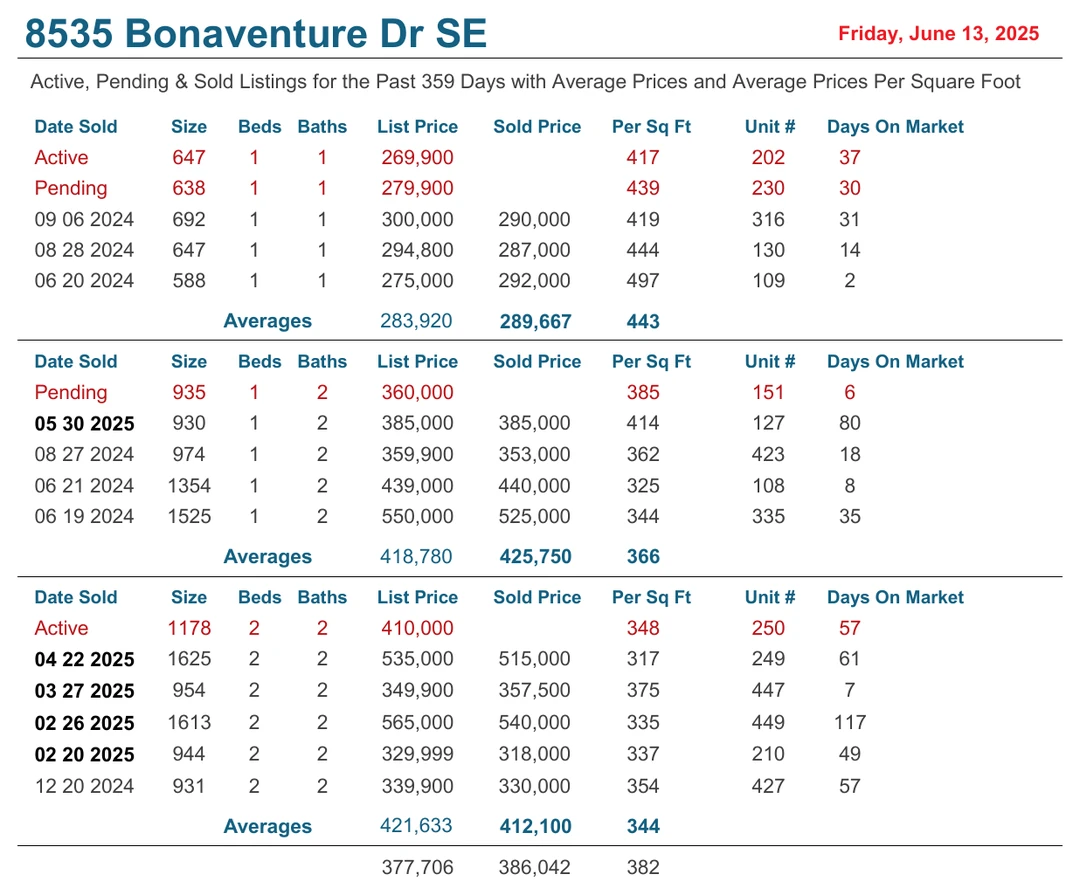 8535 Bonaventure Dr SE Friday, June 13, 2025
Active, Pending & Sold Listings for the Past 359 Days with Average Prices and Average Prices Per Square Foot
Date Sold Size Beds Baths List Price Sold Price Per Sq Ft Unit # Days On Market
Active 647 1 1 269,900 417 202 37
Pending 638 1 1 279,900 439 230 30
09 06 2024 692 1 1 300,000 290,000 419 316 31
08 28 2024 647 1 1 294,800 287,000 444 130 14
06 20 2024 588 1 1 275,000 292,000 497 109 2
Averages 283,920 289,667 443
Date Sold Size Beds Baths List Price Sold Price Per Sq Ft Unit # Days On Market
Pending 935 1 2 360,000 385 151 6
05 30 2025 930 1 2 385,000 385,000 414 127 80
08 27 2024 974 1 2 359,900 353,000 362 423 18
06 21 2024 1354 1 2 439,000 440,000 325 108 8
06 19 2024 1525 1 2 550,000 525,000 344 335 35
Averages 418,780 425,750 366
Date Sold Size Beds Baths List Price Sold Price Per Sq Ft Unit # Days On Market
Active 1178 2 2 410,000 348 250 57
04 22 2025 1625 2 2 535,000 515,000 317 249 61
03 27 2025 954 2 2 349,900 357,500 375 447 7
02 26 2025 1613 2 2 565,000 540,000 335 449 117
02 20 2025 944 2 2 329,999 318,000 337 210 49
12 20 2024 931 2 2 339,900 330,000 354 427 57
Averages 421,633 412,100 344
377,706 386,042 382